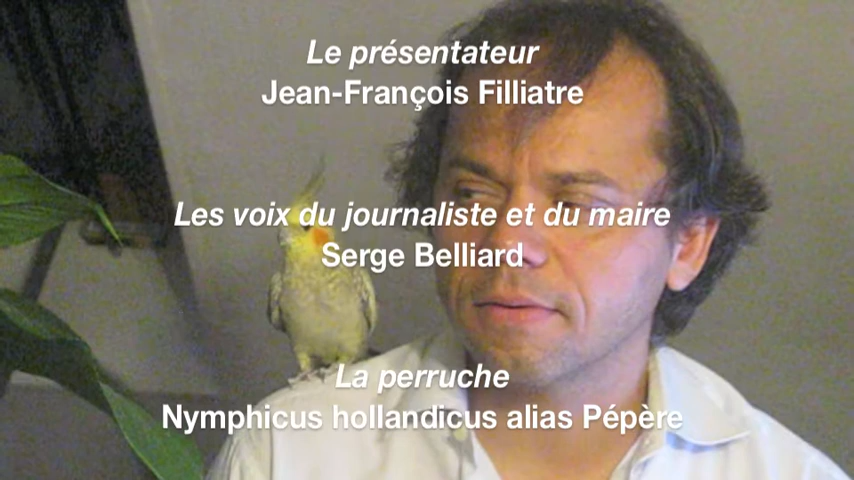 Le présentateur
Jean-François Filliatre
Les voix du journaliste et du maire
Serge Belliard
La perruche
Nymphicus hollandicus alias Pépère